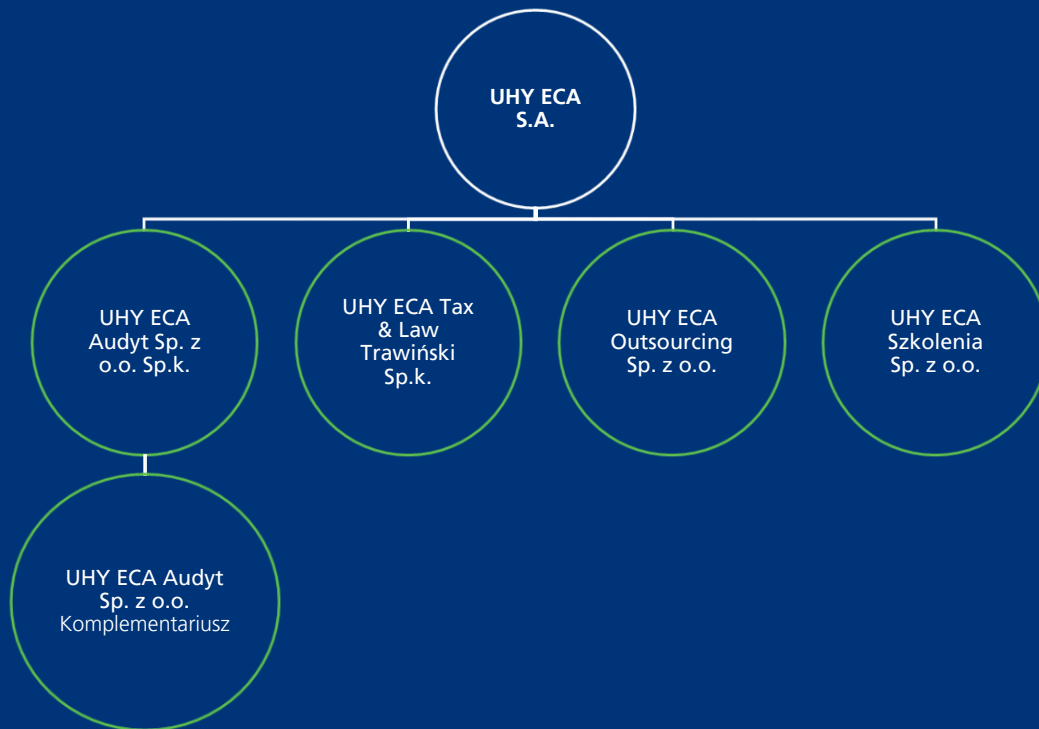 UHY ECA
S.A.
UHY ECA
Audyt Sp. z
o.o. Sp.k.
UHY ECA Tax
& Law
Trawiński
Sp.k.
UHY ECA
Outsourcing
Sp. z o.o.
UHY ECA
Szkolenia
Sp. z o.o.
UHY ECA Audyt
Sp. z o.o.
Komplementariusz